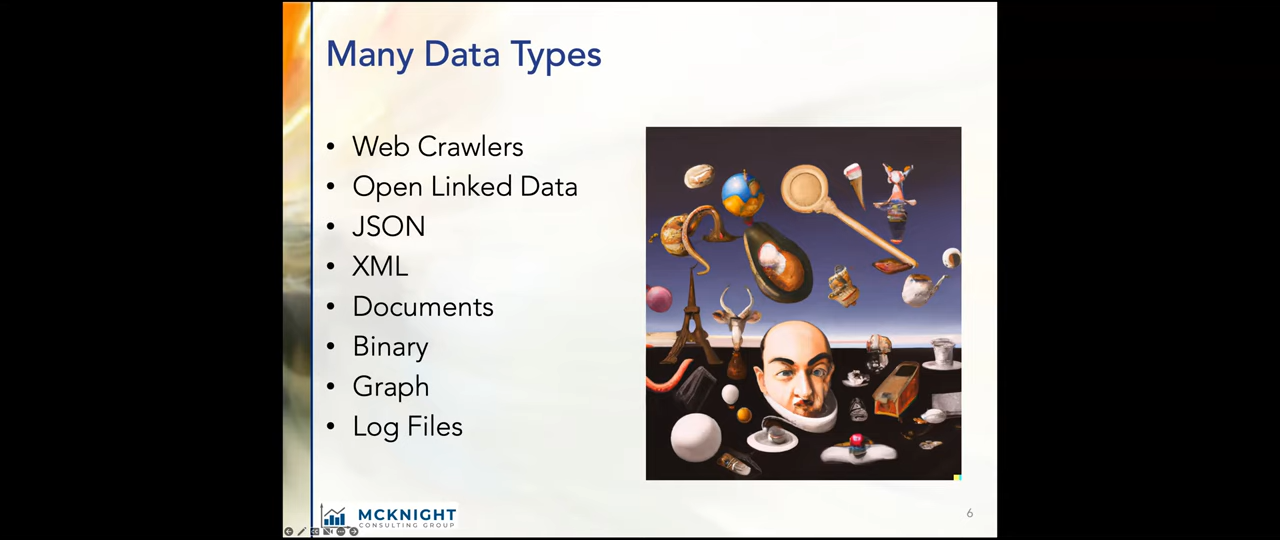 Many Data Types
• Web Crawlers
• Open Linked Data
• JSON
• XML
• Documents
• Binary
• Graph
• Log Files
MCKNIGHT
CONSULTING GROUP
6